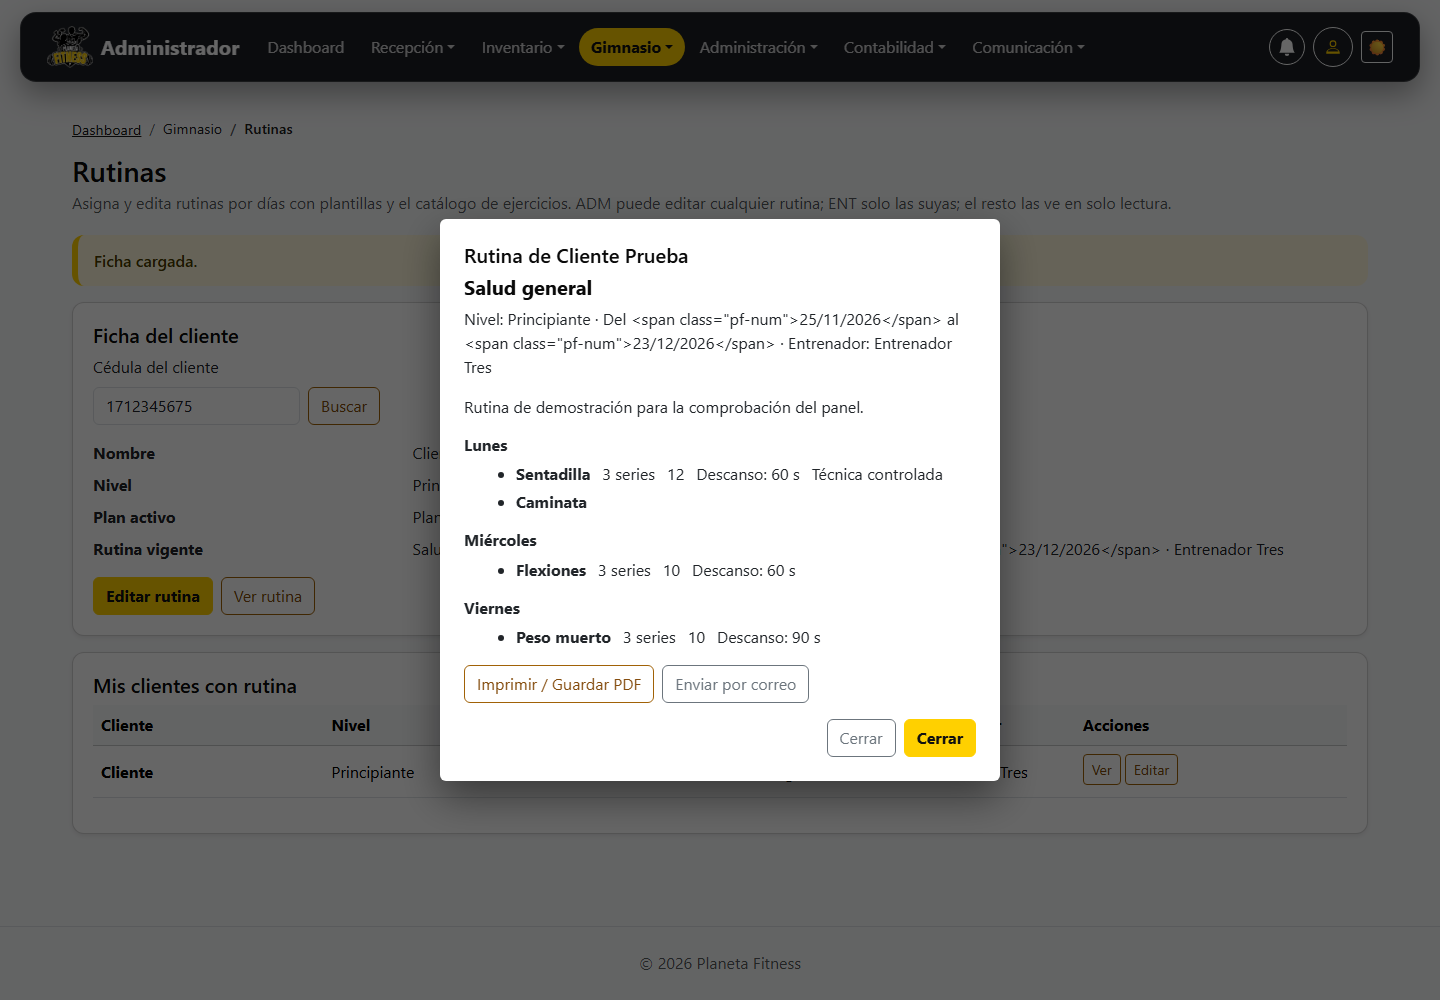 Administrador Dashboard Recepción Inventario Gimnasio Administración Contabilidad Comunicación
Dashboard / Gimnasio / Rutinas
Rutinas
Asigna y edita rutinas por días con plantillas y el catálogo de ejercicios. ADM puede editar cualquier rutina; ENT solo las suyas; el resto las ve en solo lectura.
Ficha cargada.
Ficha del cliente
Cédula del cliente
1712345675 Buscar
Nombre Clie
Nivel Prin
Plan activo Plan
Rutina vigente Salu ">23/12/2026</span> · Entrenador Tres
Editar rutina Ver rutina
Mis clientes con rutina
Cliente Nivel Acciones
Cliente Principiante Tres Ver Editar
Rutina de Cliente Prueba
Salud general
Nivel: Principiante · Del <span class="pf-num">25/11/2026</span> al
<span class="pf-num">23/12/2026</span> · Entrenador: Entrenador
Tres
Rutina de demostración para la comprobación del panel.
Lunes
• Sentadilla 3 series 12 Descanso: 60 s Técnica controlada
• Caminata
Miércoles
• Flexiones 3 series 10 Descanso: 60 s
Viernes
• Peso muerto 3 series 10 Descanso: 90 s
Imprimir / Guardar PDF Enviar por correo
Cerrar Cerrar
© 2026 Planeta Fitness